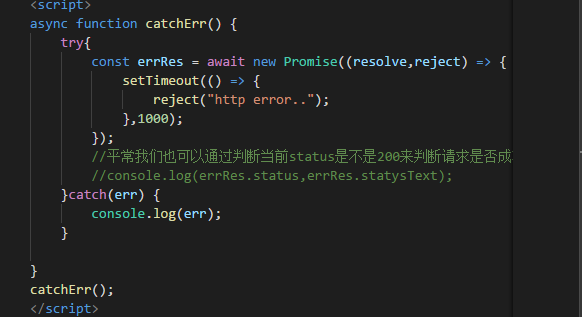 <script>
async function catchErr() {
try{
const errRes = await new Promise((resolve,reject) => {
setTimeout(() => {
reject("http error..");
},1000);
});
//平常我们也可以通过判断当前status是不是200来判断请求是否成
//console.log(errRes.status,errRes.statysText);
}catch(err) {
console.log(err);
}
}
catchErr();
</script>